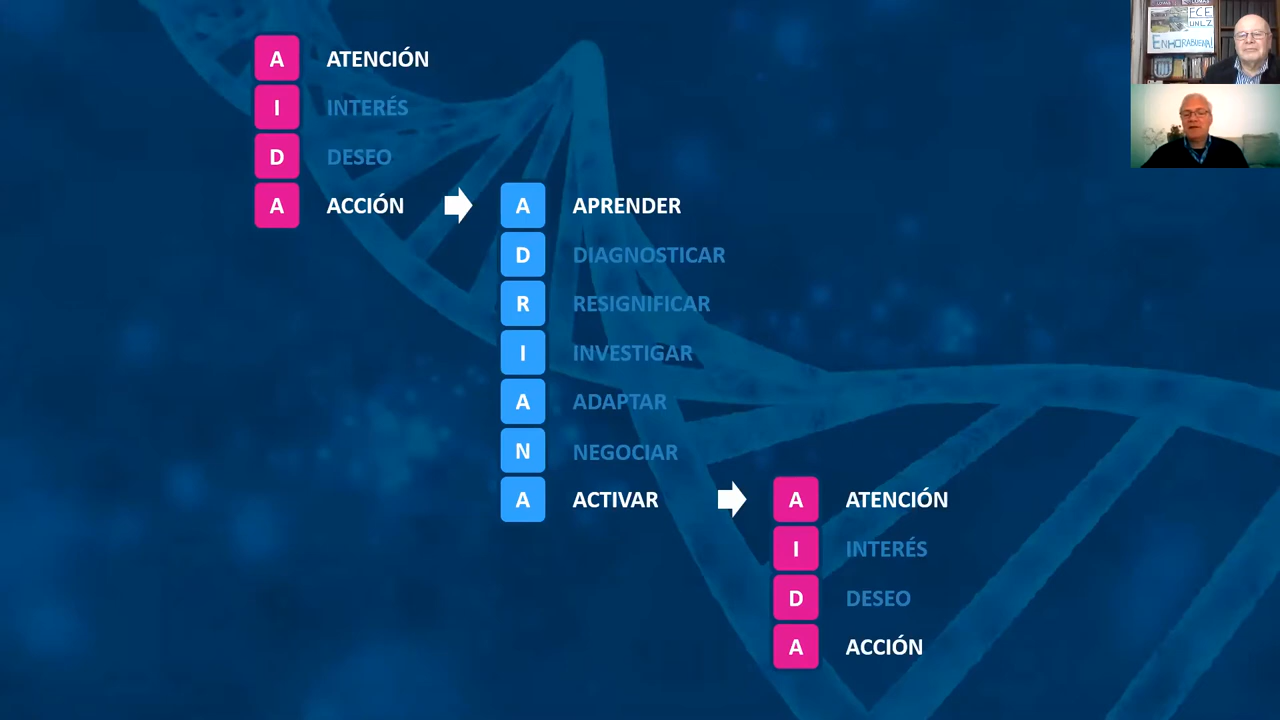 A ATENCIÓN
I INTERÉS
D DESEO
A ACCIÓN
A APRENDER
D DIAGNOSTICAR
R RESIGNIFICAR
I INVESTIGAR
A ADAPTAR
N NEGOCIAR
A ACTIVAR
A ATENCIÓN
I INTERÉS
D DESEO
A ACCIÓN
FCE
UNLZ
ENHORABUENA!